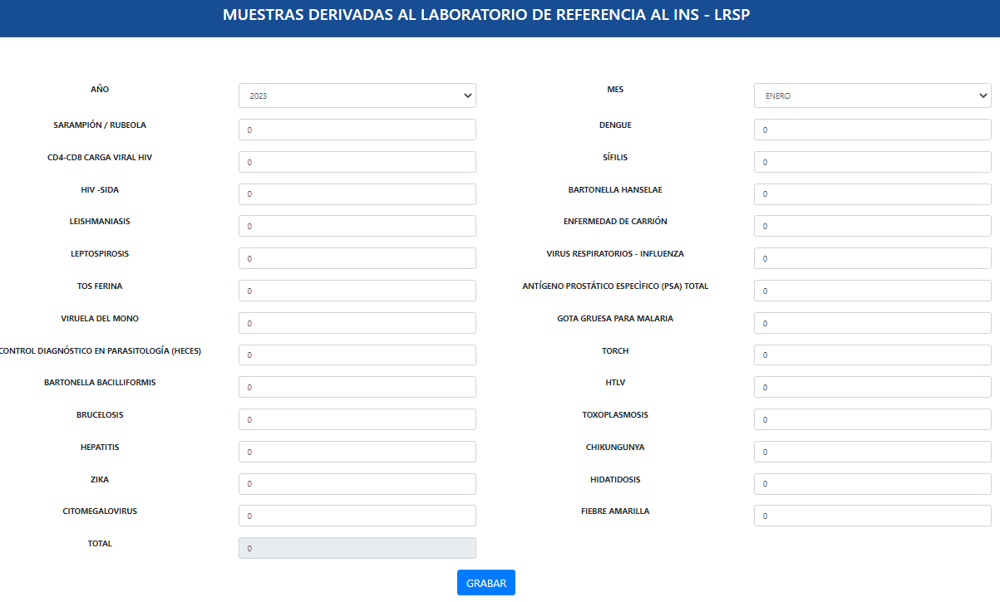 MUESTRAS DERIVADAS AL LABORATORIO DE REFERENCIA AL INS - LRSP
AÑO 2023 MES ENERO
SARAMPIÓN / RUBEOLA 0 DENGUE 0
CD4-CD8 CARGA VIRAL HIV 0 SÍFILIS 0
HIV -SIDA 0 BARTONELLA HANSELAE 0
LEISHMANIASIS 0 ENFERMEDAD DE CARRIÓN 0
LEPTOSPIROSIS 0 VIRUS RESPIRATORIOS - INFLUENZA 0
TOS FERINA 0 ANTÍGENO PROSTÁTICO ESPECÌFICO (PSA) TOTAL 0
VIRUELA DEL MONO 0 GOTA GRUESA PARA MALARIA 0
CONTROL DIAGNÓSTICO EN PARASITOLOGÍA (HECES) 0 TORCH 0
BARTONELLA BACILLIFORMIS 0 HTLV 0
BRUCELOSIS 0 TOXOPLASMOSIS 0
HEPATITIS 0 CHIKUNGUNYA 0
ZIKA 0 HIDATIDOSIS 0
CITOMEGALOVIRUS 0 FIEBRE AMARILLA 0
TOTAL 0
GRABAR